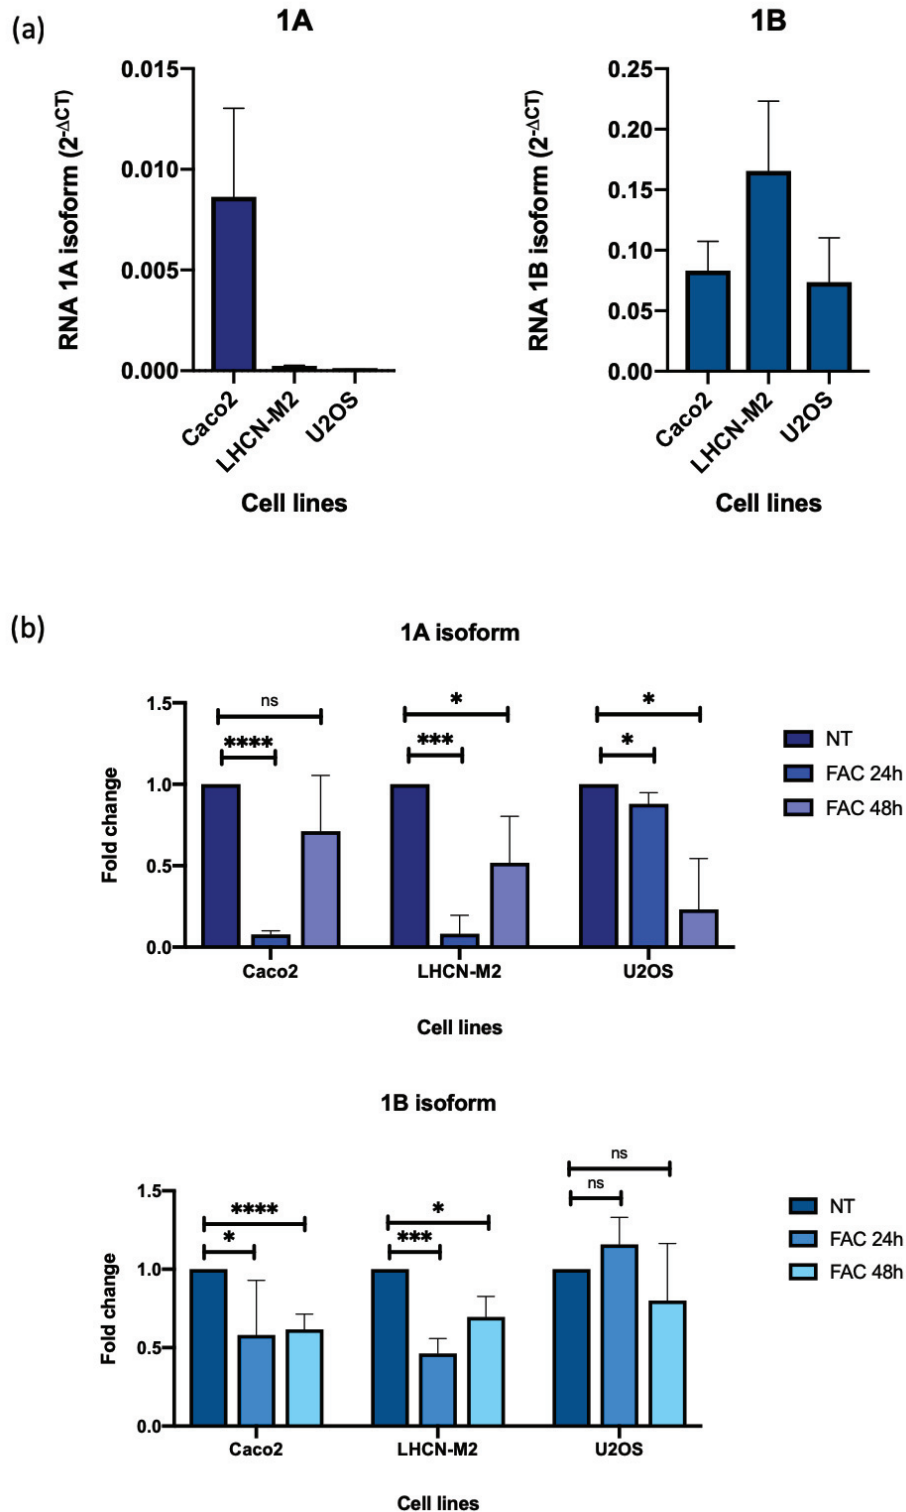 (a)
1A
RNA 1A isoform (2-ΔCT)
0.015
0.010
0.005
0.000
Caco2
LHCN-M2
U2OS
Cell lines
1B
RNA 1B isoform (2-ΔCT)
0.25
0.20
0.15
0.10
0.05
0.00
Caco2
LHCN-M2
U2OS
Cell lines
(b)
1A isoform
Fold change
1.5
1.0
0.5
0.0
ns
****
*
***
*
*
Caco2
LHCN-M2
U2OS
Cell lines
NT
FAC 24h
FAC 48h
1B isoform
Fold change
1.5
1.0
0.5
0.0
****
*
*
***
ns
ns
Caco2
LHCN-M2
U2OS
Cell lines
NT
FAC 24h
FAC 48h